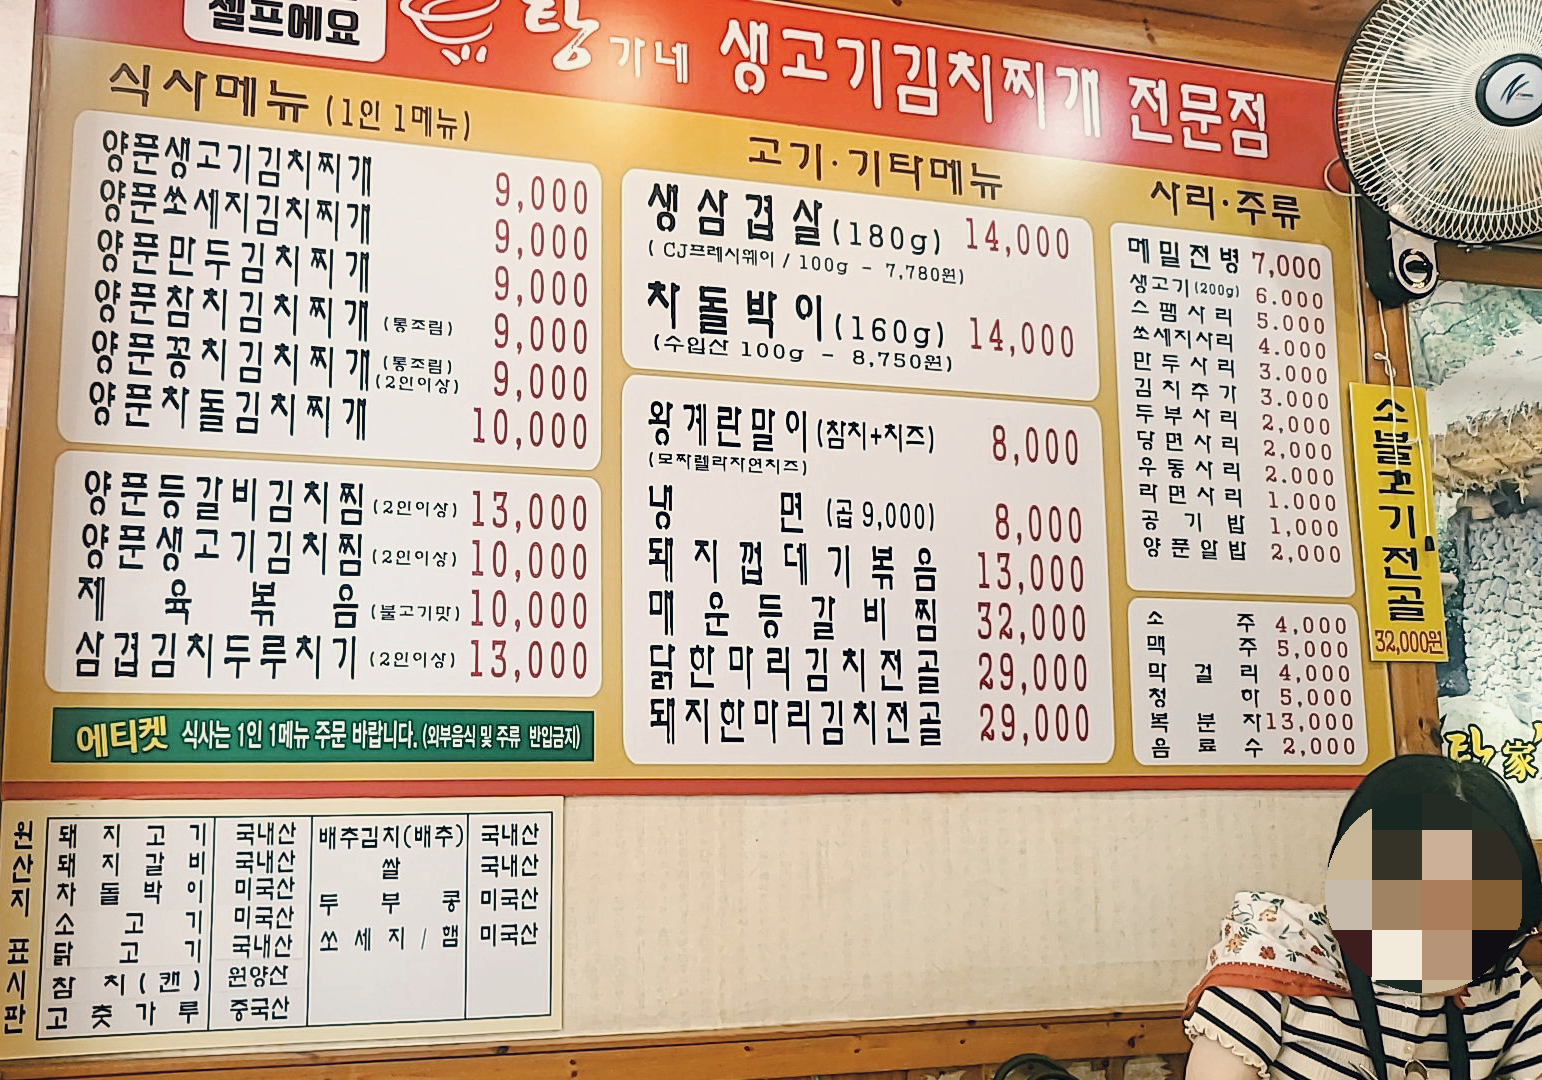 셀프에요
탕가네 생고기김치찌개 전문점
식사메뉴 (1인 1메뉴)
양푼생고기김치찌개 9,000
양푼쏘세지김치찌개 9,000
양푼만두김치찌개 9,000
양푼참치김치찌개 (통조림) 9,000
양푼꽁치김치찌개 (통조림) (2인이상) 9,000
양푼차돌김치찌개 10,000
양푼등갈비김치찜 (2인이상) 13,000
양푼생고기김치찜 (2인이상) 10,000
제육볶음 (불고기맛) 10,000
삼겹김치두루치기 (2인이상) 13,000
에티켓 식사는 1인 1메뉴 주문 바랍니다. (외부음식 및 주류 반입금지)
고기·기타메뉴
생삼겹살 (180g) 14,000
( CJ프레시웨이 / 100g - 7,780원)
차돌박이 (160g) 14,000
(수입산 100g - 8,750원)
왕계란말이 (참치+치즈) 8,000
(모짜렐라자연치즈)
냉면 (곱 9,000) 8,000
돼지껍데기볶음 13,000
매운등갈비찜 32,000
닭한마리김치전골 29,000
돼지한마리김치전골 29,000
사리·주류
메밀전병 7,000
생고기(200g) 6.000
스팸사리 5.000
쏘세지사리 4.000
만두사리 3.000
김치추가 3.000
두부사리 2,000
당면사리 2,000
우동사리 2.000
라면사리 1.000
공기밥 1,000
양푼알밥 2,000
소주 4,000
맥주 5,000
막걸리 4,000
청하 5,000
복분자 13,000
음료수 2,000
소불고기전골
32,000원
탕家
원산지 표시판
돼지고기 국내산 배추김치(배추) 국내산
돼지갈비 국내산 쌀 국내산
차돌박이 미국산 두부콩 미국산
소고기 미국산 쏘세지/햄 미국산
닭고기 국내산
참치(캔) 원양산
고춧가루 중국산